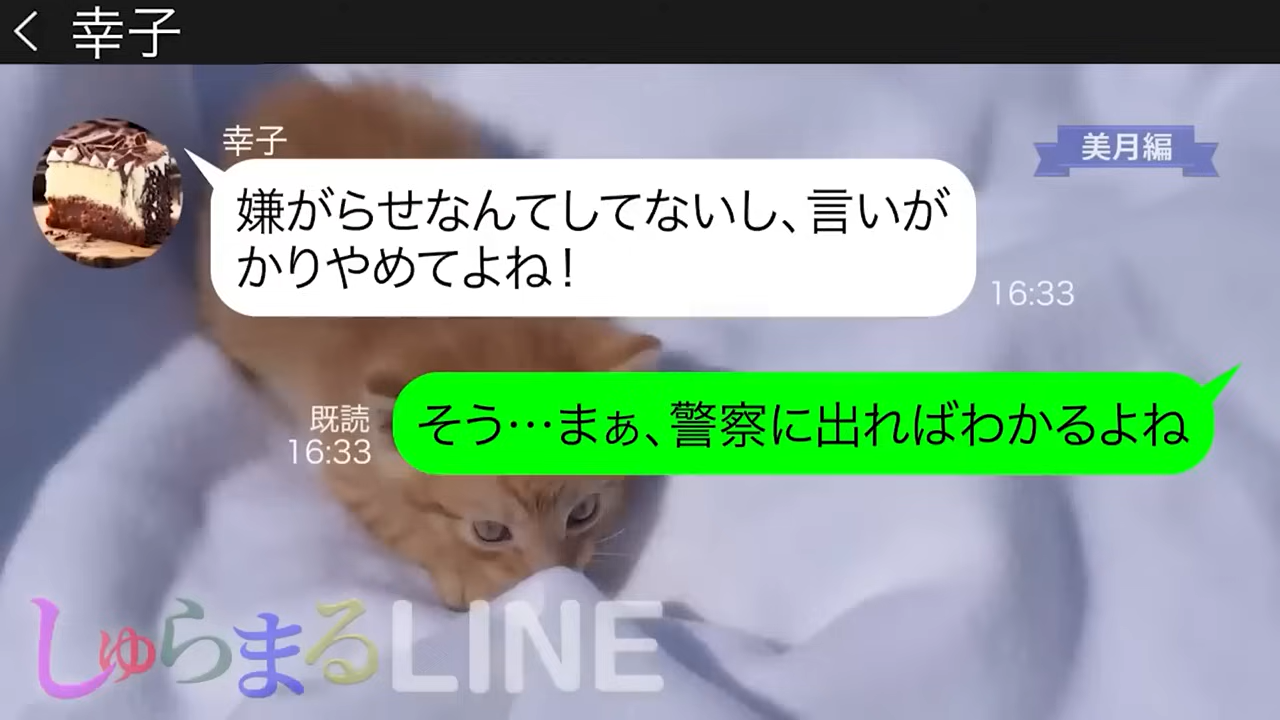 幸子
幸子
美月編
嫌がらせなんてしてないし、言いが
かりやめてよね！
16:33
既読
16:33
そう…まぁ、警察に出ればわかるよね
しゅらまるLINE